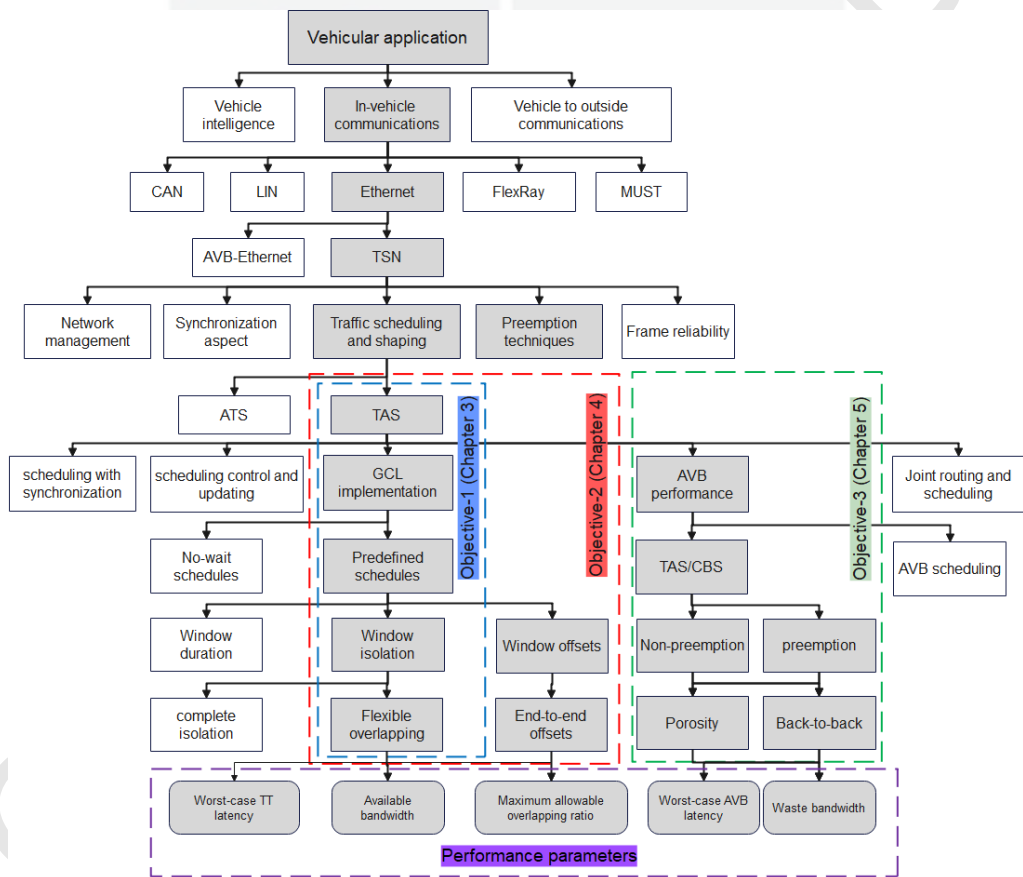 Vehicular application
Vehicle
intelligence
In-vehicle
communications
Vehicle to outside
communications
CAN
LIN
Ethernet
FlexRay
MUST
AVB-Ethernet
TSN
Network
management
Synchronization
aspect
Traffic scheduling
and shaping
Preemption
techniques
Frame reliability
ATS
TAS
Objective-1 (Chapter 3)
Objective-2 (Chapter 4)
Objective-3 (Chapter 5)
scheduling with
synchronization
scheduling control and
updating
GCL
implementation
AVB
performance
Joint routing and
scheduling
No-wait
schedules
Predefined
schedules
TAS/CBS
AVB scheduling
Window
duration
Window
isolation
Window offsets
Non-preemption
preemption
complete
isolation
Flexible
overlapping
End-to-end
offsets
Porosity
Back-to-back
Worst-case TT
latency
Available
bandwidth
Maximum allowable
overlapping ratio
Worst-case AVB
latency
Waste bandwidth
Performance parameters